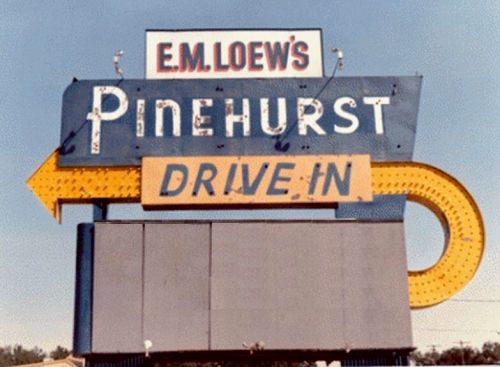 E.M. LOEW'S
PINEHURST
DRIVE IN